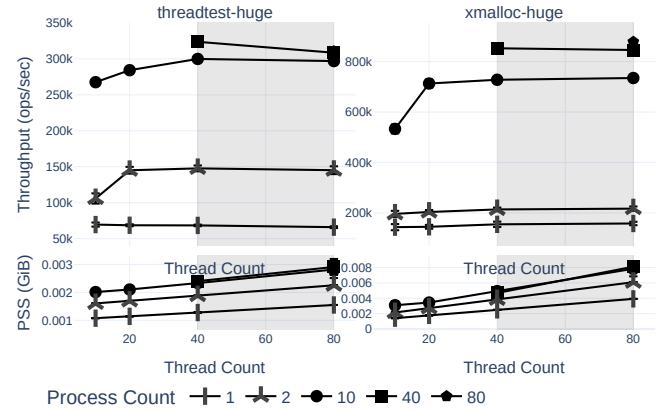 threadtest-huge
xmalloc-huge
350k
300k
250k
200k
150k
100k
50k
Throughput (ops/sec)
800k
600k
400k
200k
Thread Count
Thread Count
0.003
0.002
0.001
PSS (GiB)
0.008
0.006
0.004
0.002
0
20 40 60 80
20 40 60 80
Thread Count
Thread Count
Process Count 1 2 10 40 80